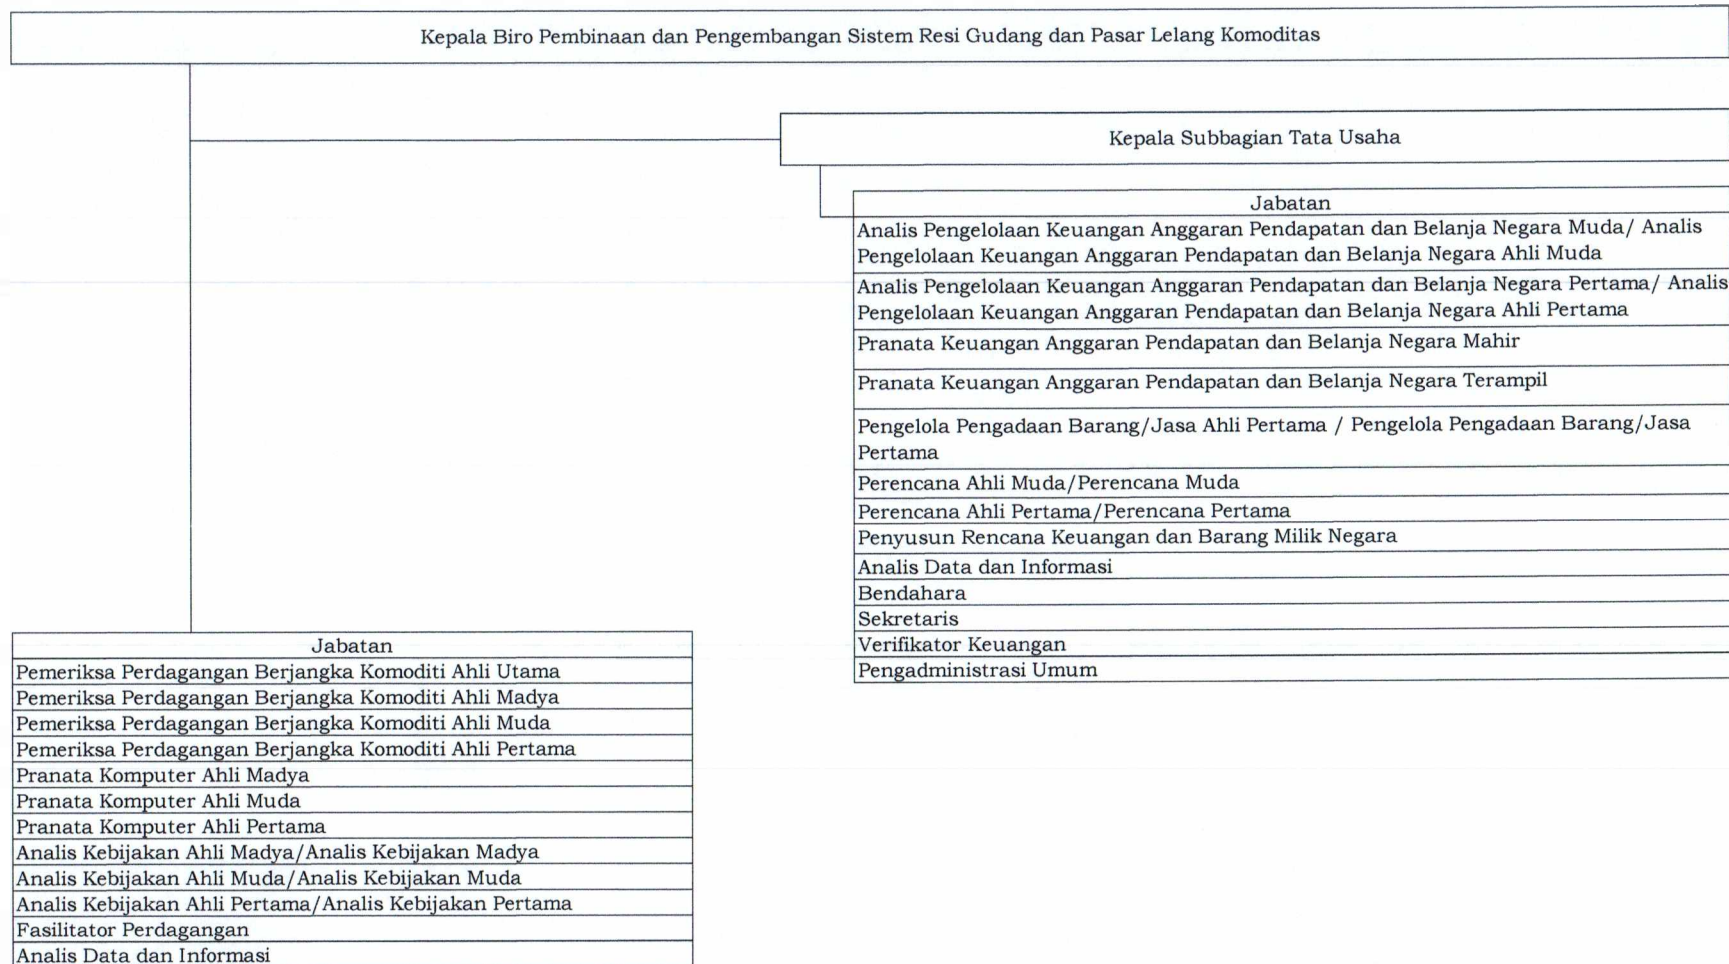 Kepala Biro Pembinaan dan Pengembangan Sistem Resi Gudang dan Pasar Lelang Komoditas
Kepala Subbagian Tata Usaha
Jabatan
Analis Pengelolaan Keuangan Anggaran Pendapatan dan Belanja Negara Muda/ Analis
Pengelolaan Keuangan Anggaran Pendapatan dan Belanja Negara Ahli Muda
Analis Pengelolaan Keuangan Anggaran Pendapatan dan Belanja Negara Pertama/ Analis
Pengelolaan Keuangan Anggaran Pendapatan dan Belanja Negara Ahli Pertama
Pranata Keuangan Anggaran Pendapatan dan Belanja Negara Mahir
Pranata Keuangan Anggaran Pendapatan dan Belanja Negara Terampil
Pengelola Pengadaan Barang/Jasa Ahli Pertama / Pengelola Pengadaan Barang/Jasa
Pertama
Perencana Ahli Muda/Perencana Muda
Perencana Ahli Pertama/Perencana Pertama
Penyusun Rencana Keuangan dan Barang Milik Negara
Analis Data dan Informasi
Bendahara
Sekretaris
Verifikator Keuangan
Pengadministrasi Umum
Jabatan
Pemeriksa Perdagangan Berjangka Komoditi Ahli Utama
Pemeriksa Perdagangan Berjangka Komoditi Ahli Madya
Pemeriksa Perdagangan Berjangka Komoditi Ahli Muda
Pemeriksa Perdagangan Berjangka Komoditi Ahli Pertama
Pranata Komputer Ahli Madya
Pranata Komputer Ahli Muda
Pranata Komputer Ahli Pertama
Analis Kebijakan Ahli Madya/Analis Kebijakan Madya
Analis Kebijakan Ahli Muda/Analis Kebijakan Muda
Analis Kebijakan Ahli Pertama/Analis Kebijakan Pertama
Fasilitator Perdagangan
Analis Data dan Informasi